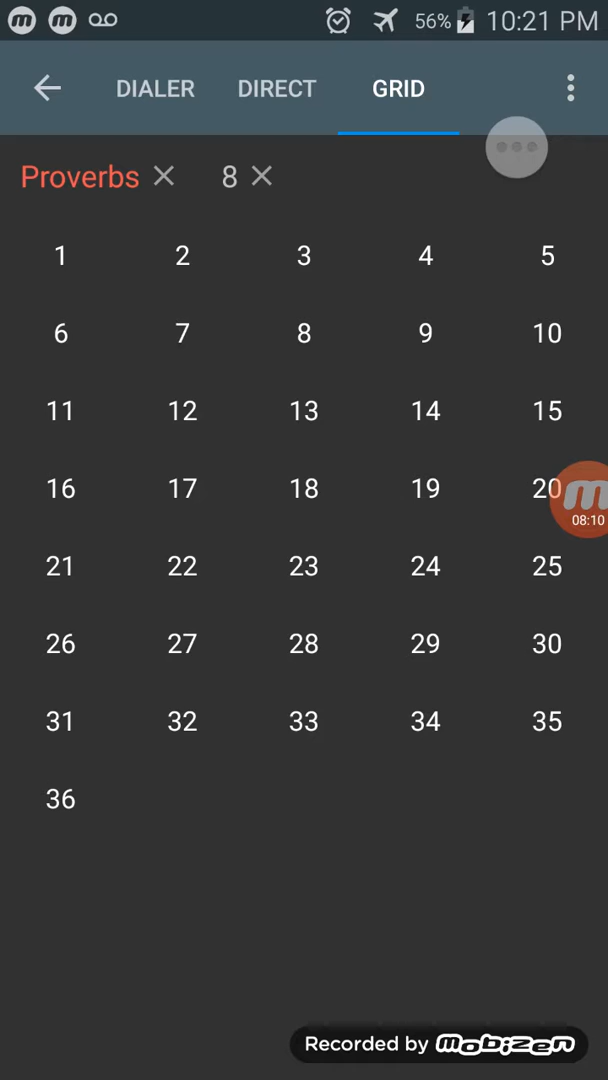 56% 10:21 PM
DIALER DIRECT GRID
Proverbs 8
1 2 3 4 5
6 7 8 9 10
11 12 13 14 15
16 17 18 19 20
m
08:10
21 22 23 24 25
26 27 28 29 30
31 32 33 34 35
36
Recorded by mobizen